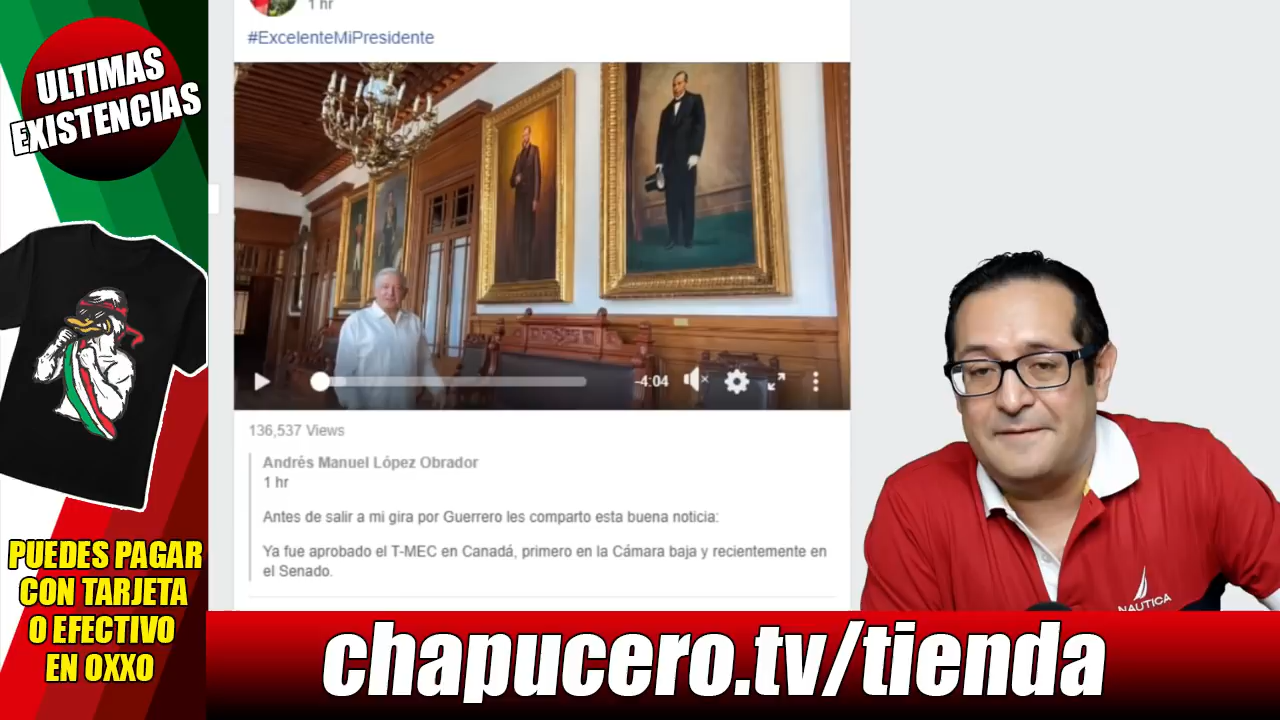 ULTIMAS
EXISTENCIAS
PUEDES PAGAR
CON TARJETA
O EFECTIVO
EN OXXO
1 hr
#ExcelenteMiPresidente
-4:04
136,537 Views
Andrés Manuel López Obrador
1 hr
Antes de salir a mi gira por Guerrero les comparto esta buena noticia:
Ya fue aprobado el T-MEC en Canadá, primero en la Cámara baja y recientemente en
el Senado.
NAUTICA
chapucero.tv/tienda